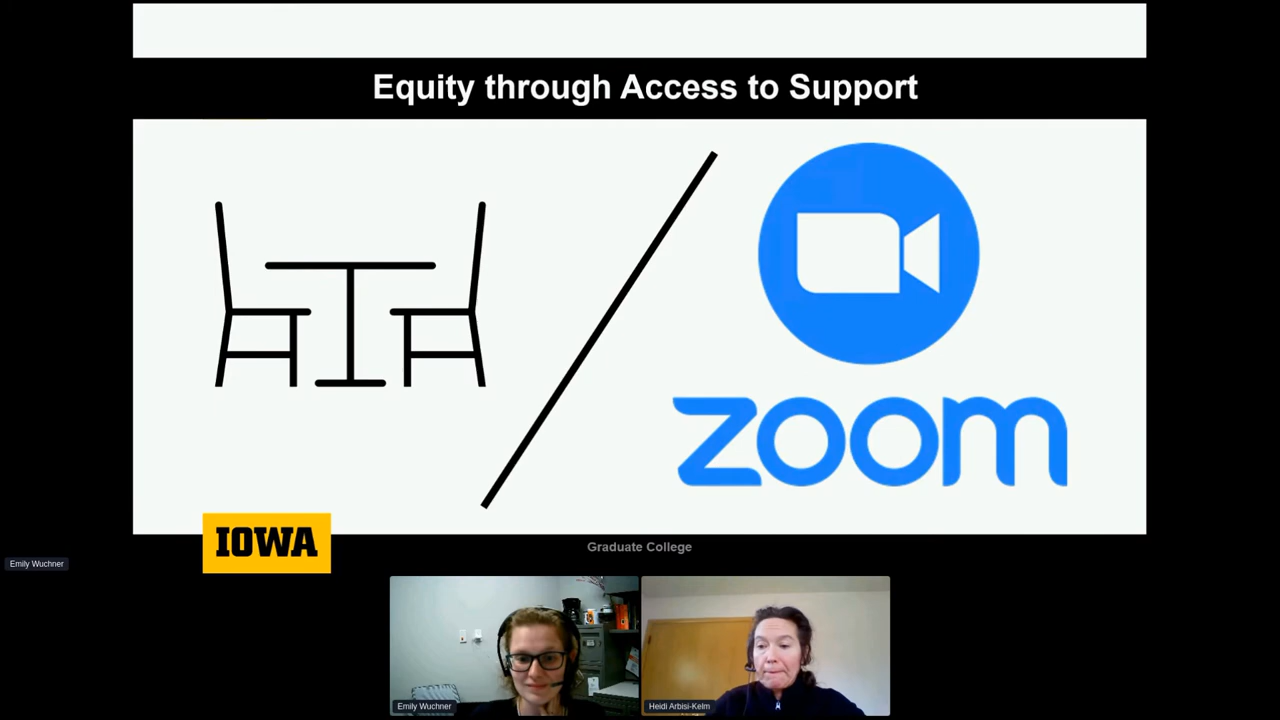 Equity through Access to Support
zoom
IOWA
Graduate College
Emily Wuchner
Emily Wuchner
Heidi Arbisi-Kelm